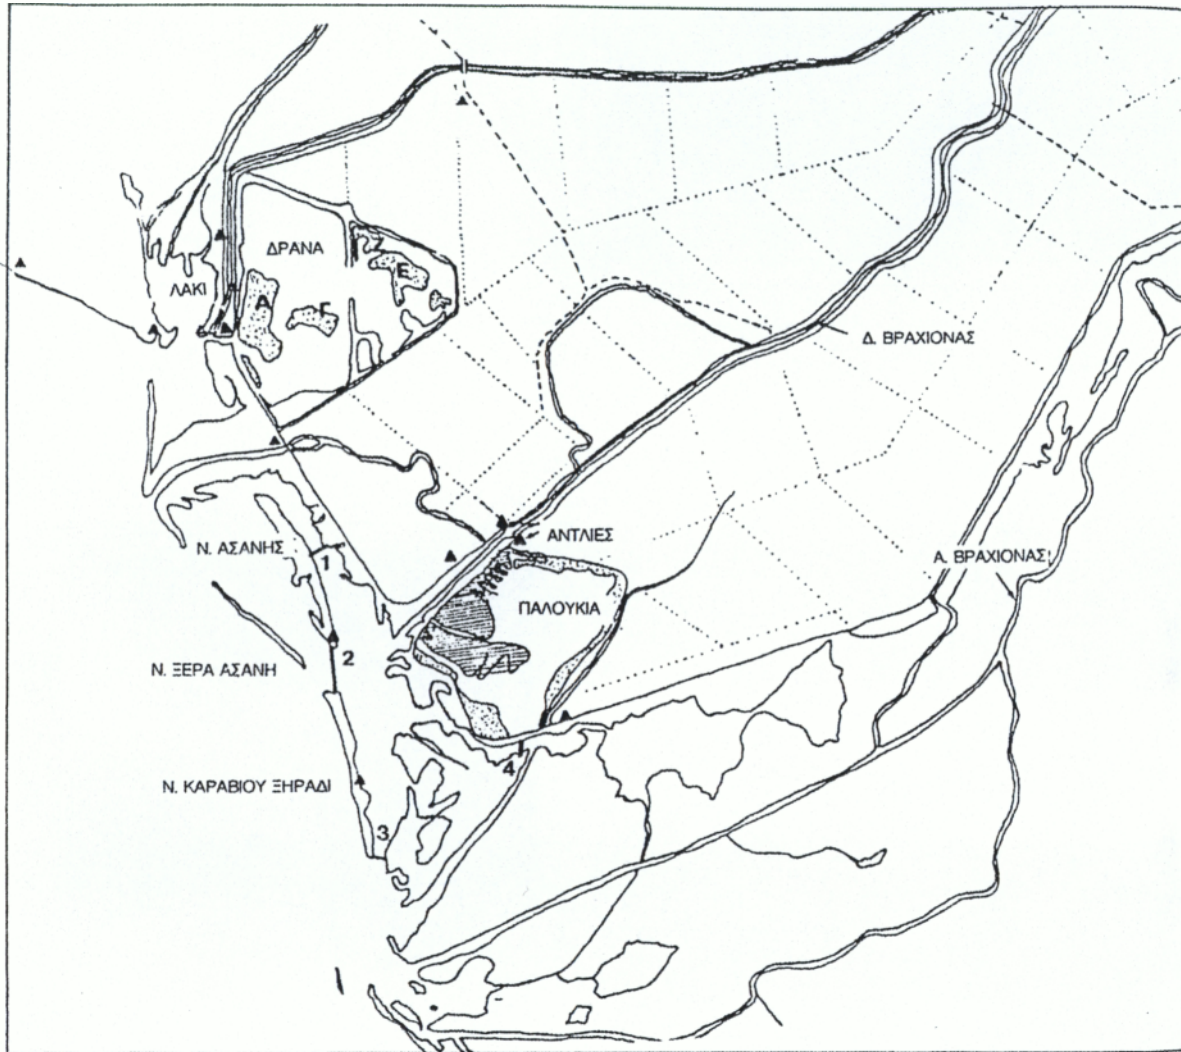 ΔΡΑΝΑ
Z
E
ΛΑΚΙ
A
Γ
Δ. ΒΡΑΧΙΟΝΑΣ
ΑΝΤΛΙΕΣ
Ν. ΑΣΑΝΗΣ
1
Α. ΒΡΑΧΙΟΝΑΣ
ΠΑΛΟΥΚΙΑ
2
Ν. ΞΕΡΑ ΑΣΑΝΗ
4
Ν. ΚΑΡΑΒΙΟΥ ΞΗΡΑΔΙ
3